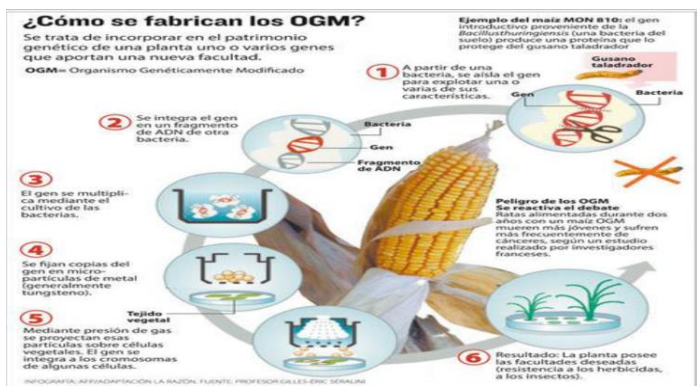 ¿Cómo se fabrican los OGM?
Se trata de incorporar en el patrimonio
genético de una planta uno o varios genes
que aportan una nueva facultad.
OGM= Organismo Genéticamente Modificado
Ejemplo del maíz MON 810: el gen
introductivo proveniente de la
Bacillusthuringiensis (una bacteria del
suelo) produce una proteína que lo
protege del gusano taladrador
Gusano
taladrador
1
A partir de una
bacteria, se aísla el gen
para explotar una o
varias de sus
características.
Gen
Bacteria
2
Se integra el gen
en un fragmento
de ADN de otra
bacteria.
Bacteria
Gen
Fragmento
de ADN
3
El gen se multipli-
ca mediante el
cultivo de las
bacterias.
4
Se fijan copias del
gen en micro-
partículas de metal
(generalmente
tungsteno).
Tejido
vegetal
5
Mediante presión de gas
se proyectan esas
partículas sobre células
vegetales. El gen se
integra a los cromosomas
de algunas células.
Peligro de los OGM
Se reactiva el debate
Ratas alimentadas durante dos
años con un maíz OGM
mueren más jóvenes y sufren
más frecuentemente de
cánceres, según un estudio
realizado por investigadores
franceses.
6
Resultado: La planta posee
las facultades deseadas
(resistencia a los herbicidas,
a los insectos).
INFOGRAFÍA: AFP/ADAPTACIÓN LA RAZÓN. FUENTE: PROFESOR GILLES-ÉRIC SÉRALINI